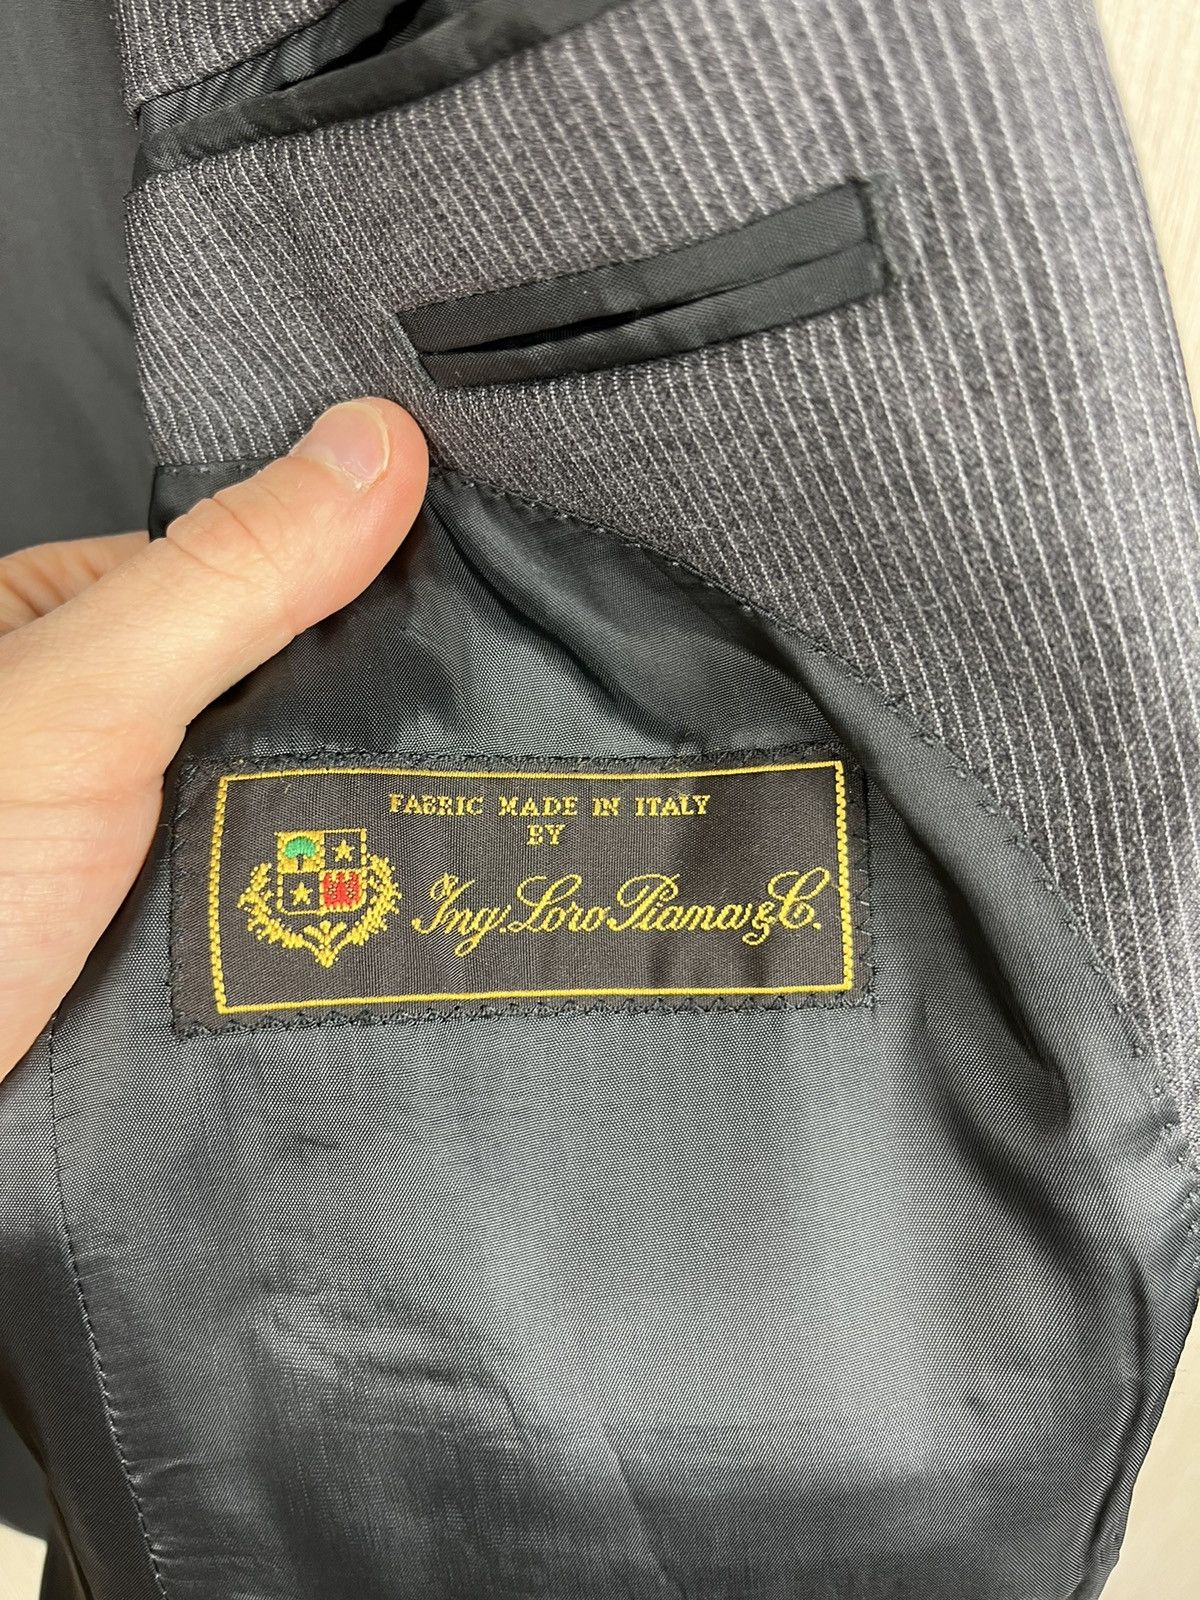 FABRIC MADE IN ITALY
BY
Ing. Loro Piana & C.